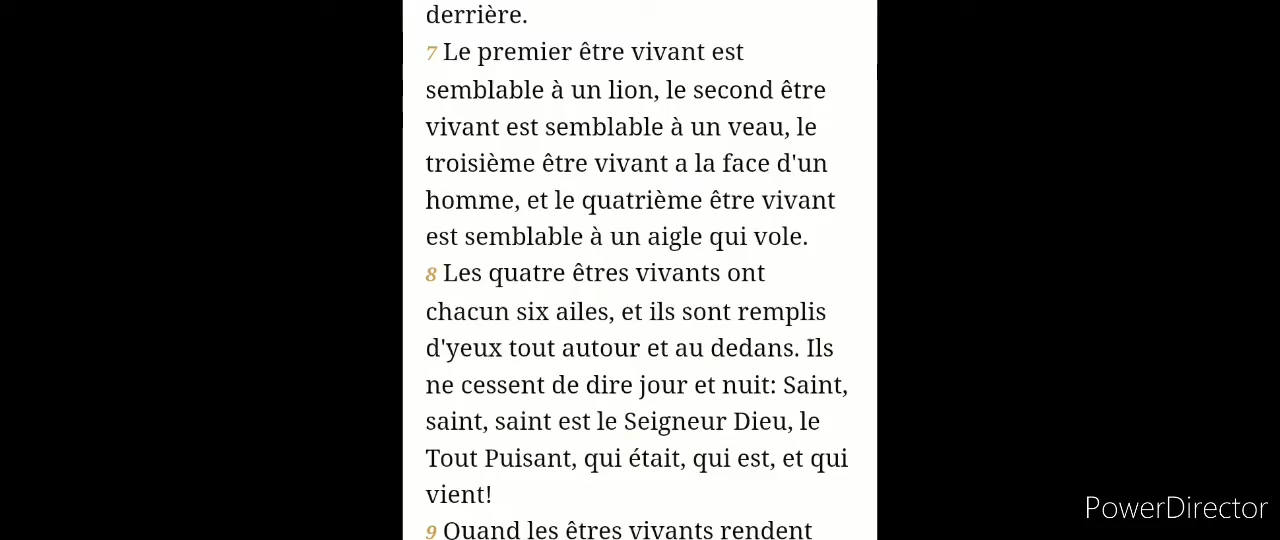 derrière.
7 Le premier être vivant est
semblable à un lion, le second être
vivant est semblable à un veau, le
troisième être vivant a la face d'un
homme, et le quatrième être vivant
est semblable à un aigle qui vole.
8 Les quatre êtres vivants ont
chacun six ailes, et ils sont remplis
d'yeux tout autour et au dedans. Ils
ne cessent de dire jour et nuit: Saint,
saint, saint est le Seigneur Dieu, le
Tout Puisant, qui était, qui est, et qui
vient!
9 Quand les êtres vivants rendent
PowerDirector